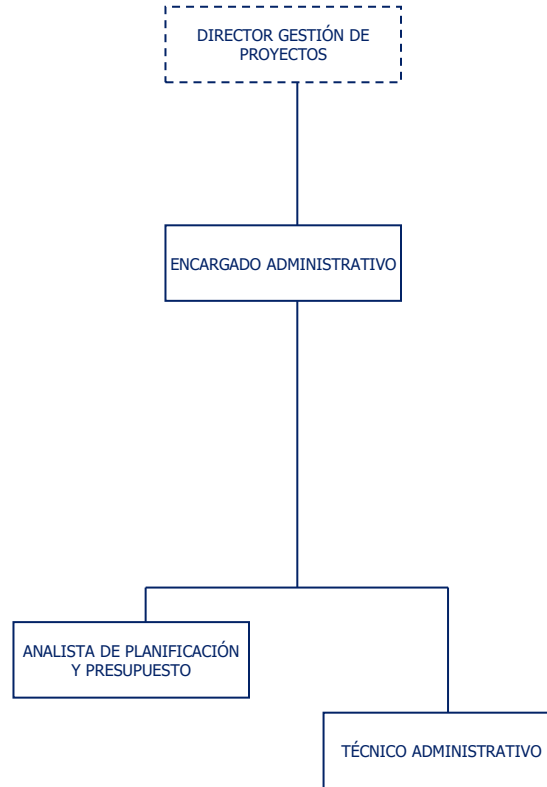 DIRECTOR GESTIÓN DE
PROYECTOS
ENCARGADO ADMINISTRATIVO
ANALISTA DE PLANIFICACIÓN
Y PRESUPUESTO
TÉCNICO ADMINISTRATIVO